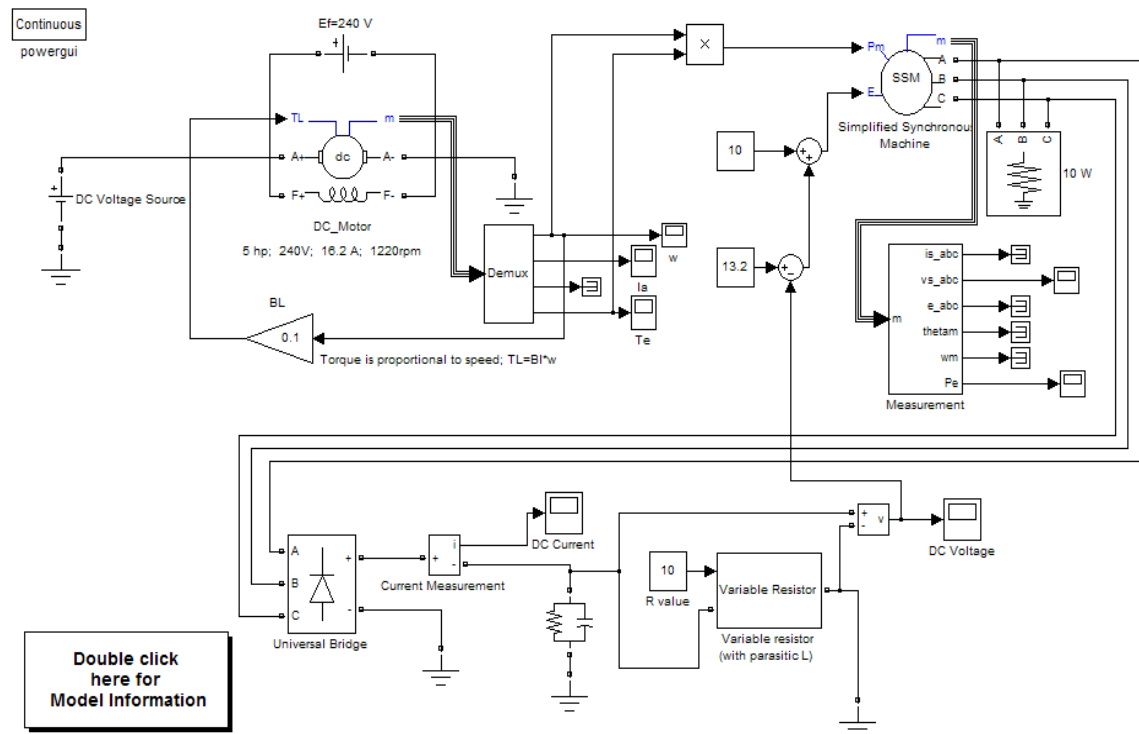 Continuous
powergui
Ef=240 V
+
TL
m
A+
dc
A-
F+
F-
DC_Motor
5 hp; 240V; 16.2 A; 1220rpm
+
DC Voltage Source
BL
0.1
Torque is proportional to speed; TL=Bl*w
Demux
w
Ia
Te
×
Pm
E
m
A
B
C
SSM
Simplified Synchronous
Machine
10
+
+
13.2
+
-
A
B
C
10 W
m
is_abc
vs_abc
e_abc
thetam
wm
Pe
Measurement
A
B
C
+
-
Universal Bridge
+
i
-
Current Measurement
DC Current
10
R value
Variable Resistor
Variable resistor
(with parasitic L)
+
-
v
DC Voltage
Double click
here for
Model Information